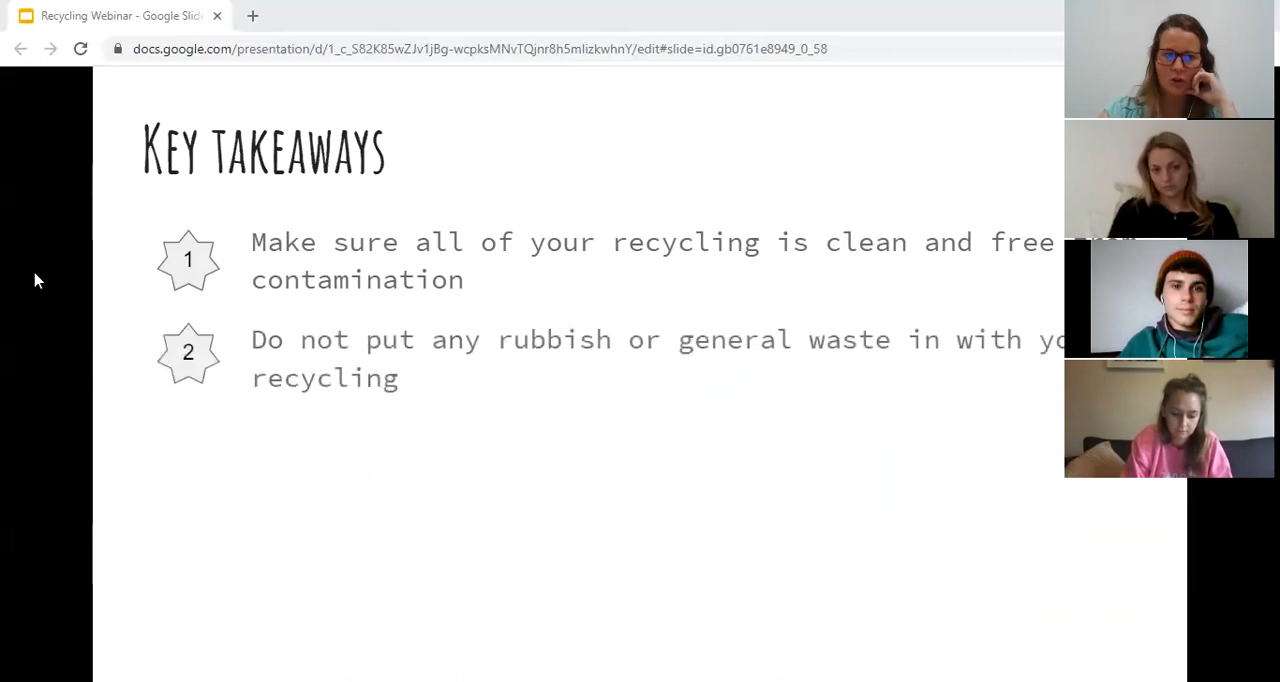 Recycling Webinar - Google Slid
docs.google.com/presentation/d/1_c_S82K85wZJv1jBg-wcpksMNvTQjnr8h5mlizkwhnY/edit#slide=id.gb0761e8949_0_58
KEY TAKEAWAYS
1
Make sure all of your recycling is clean and free
contamination
2
Do not put any rubbish or general waste in with yo
recycling